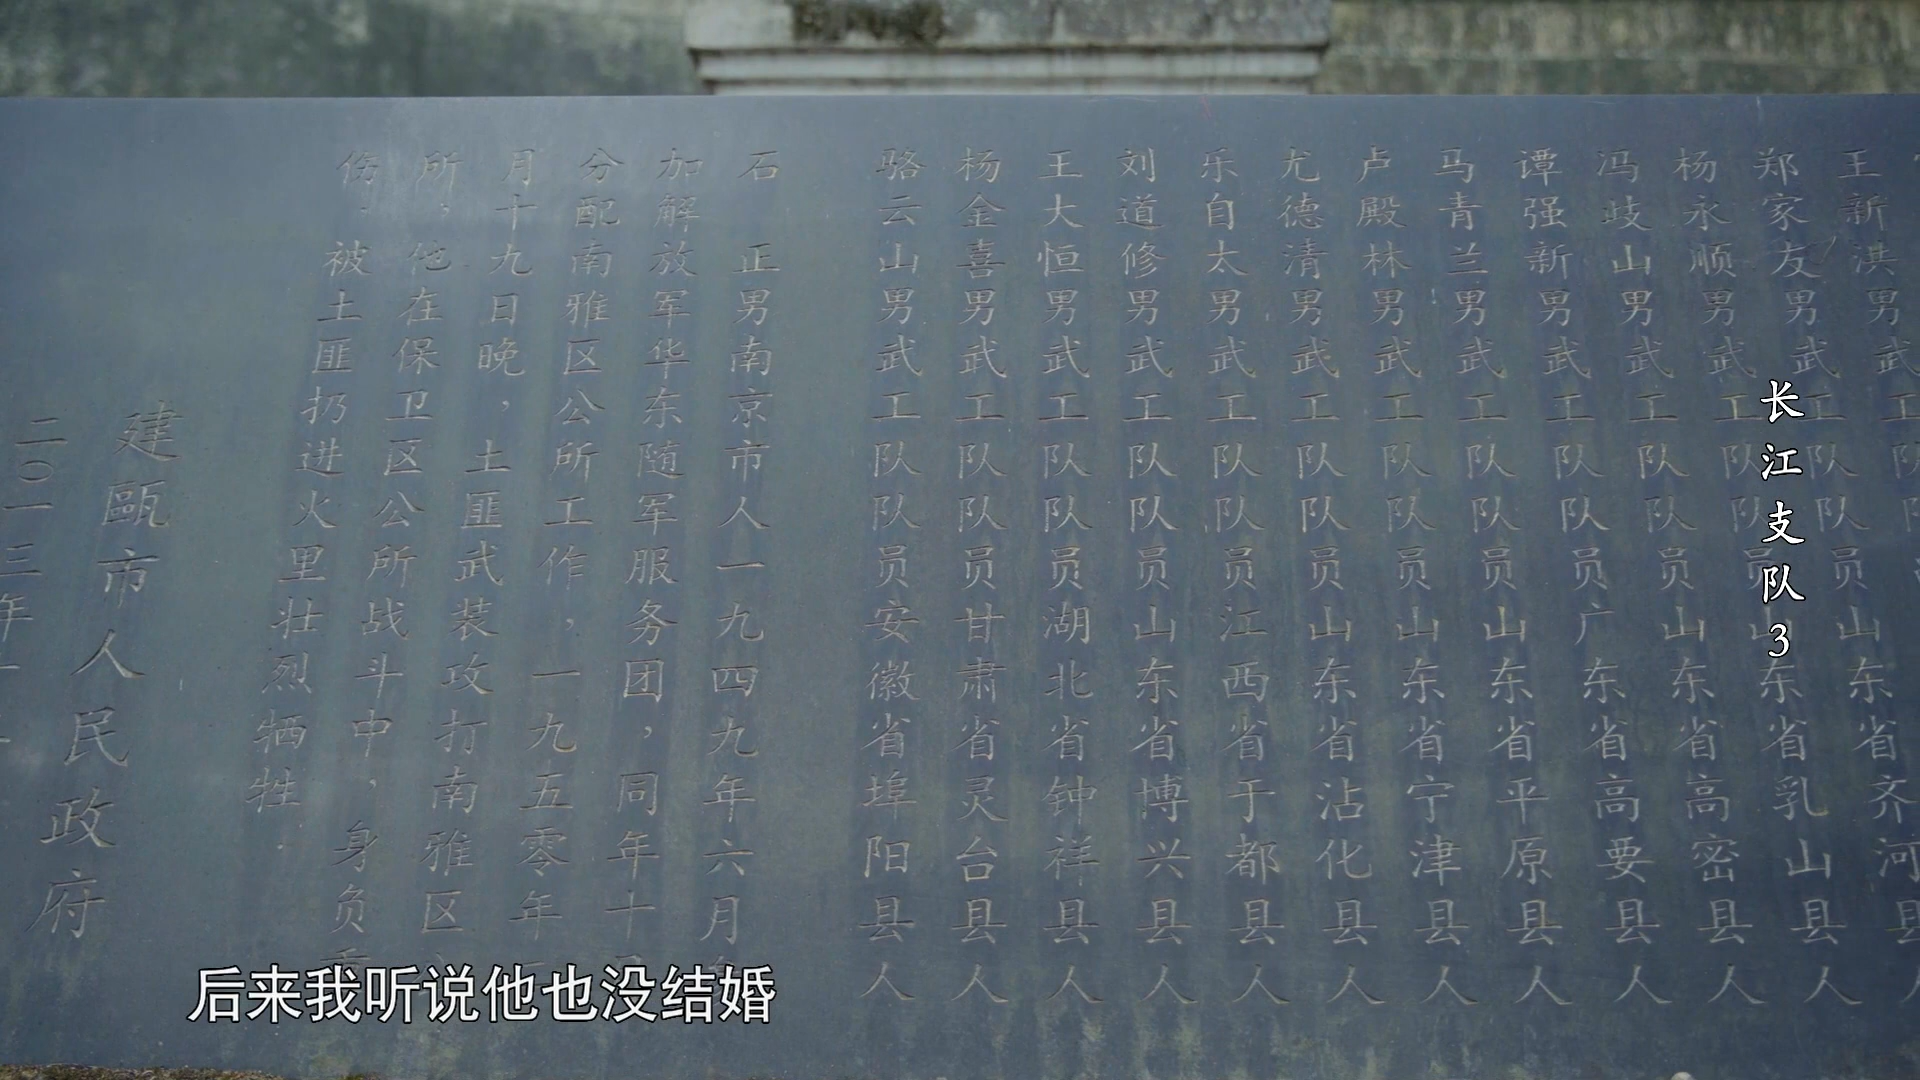 王新淇男武工队队员山东省齐河县人
郑家友男武工队队员山东省乳山县人
杨永顺男武工队队员山东省高密县人
冯岐山男武工队队员山东省高要县人
谭强新男武工队队员广东省高要县人
马青兰男武工队队员山东省平原县人
卢殿林男武工队队员山东省宁津县人
尤德清男武工队队员山东省沾化县人
乐自太男武工队队员江西省于都县人
刘道修男武工队队员山东省博兴县人
王大恒男武工队队员湖北省钟祥县人
杨金喜男武工队队员甘肃省灵台县人
骆云山男武工队队员安徽省埠阳县人
石 正男南京市人一九四九年六月
加解放军华东随军服务团，同年十
分配南雅区公所工作，一九五零年
月十九日晚，土匪武装攻打南雅区
所，他在保卫区公所战斗中，身负
伤．被土匪扔进火里壮烈牺牲．
建瓯市人民政府
二〇一三年
长江支队3
后来我听说他也没结婚